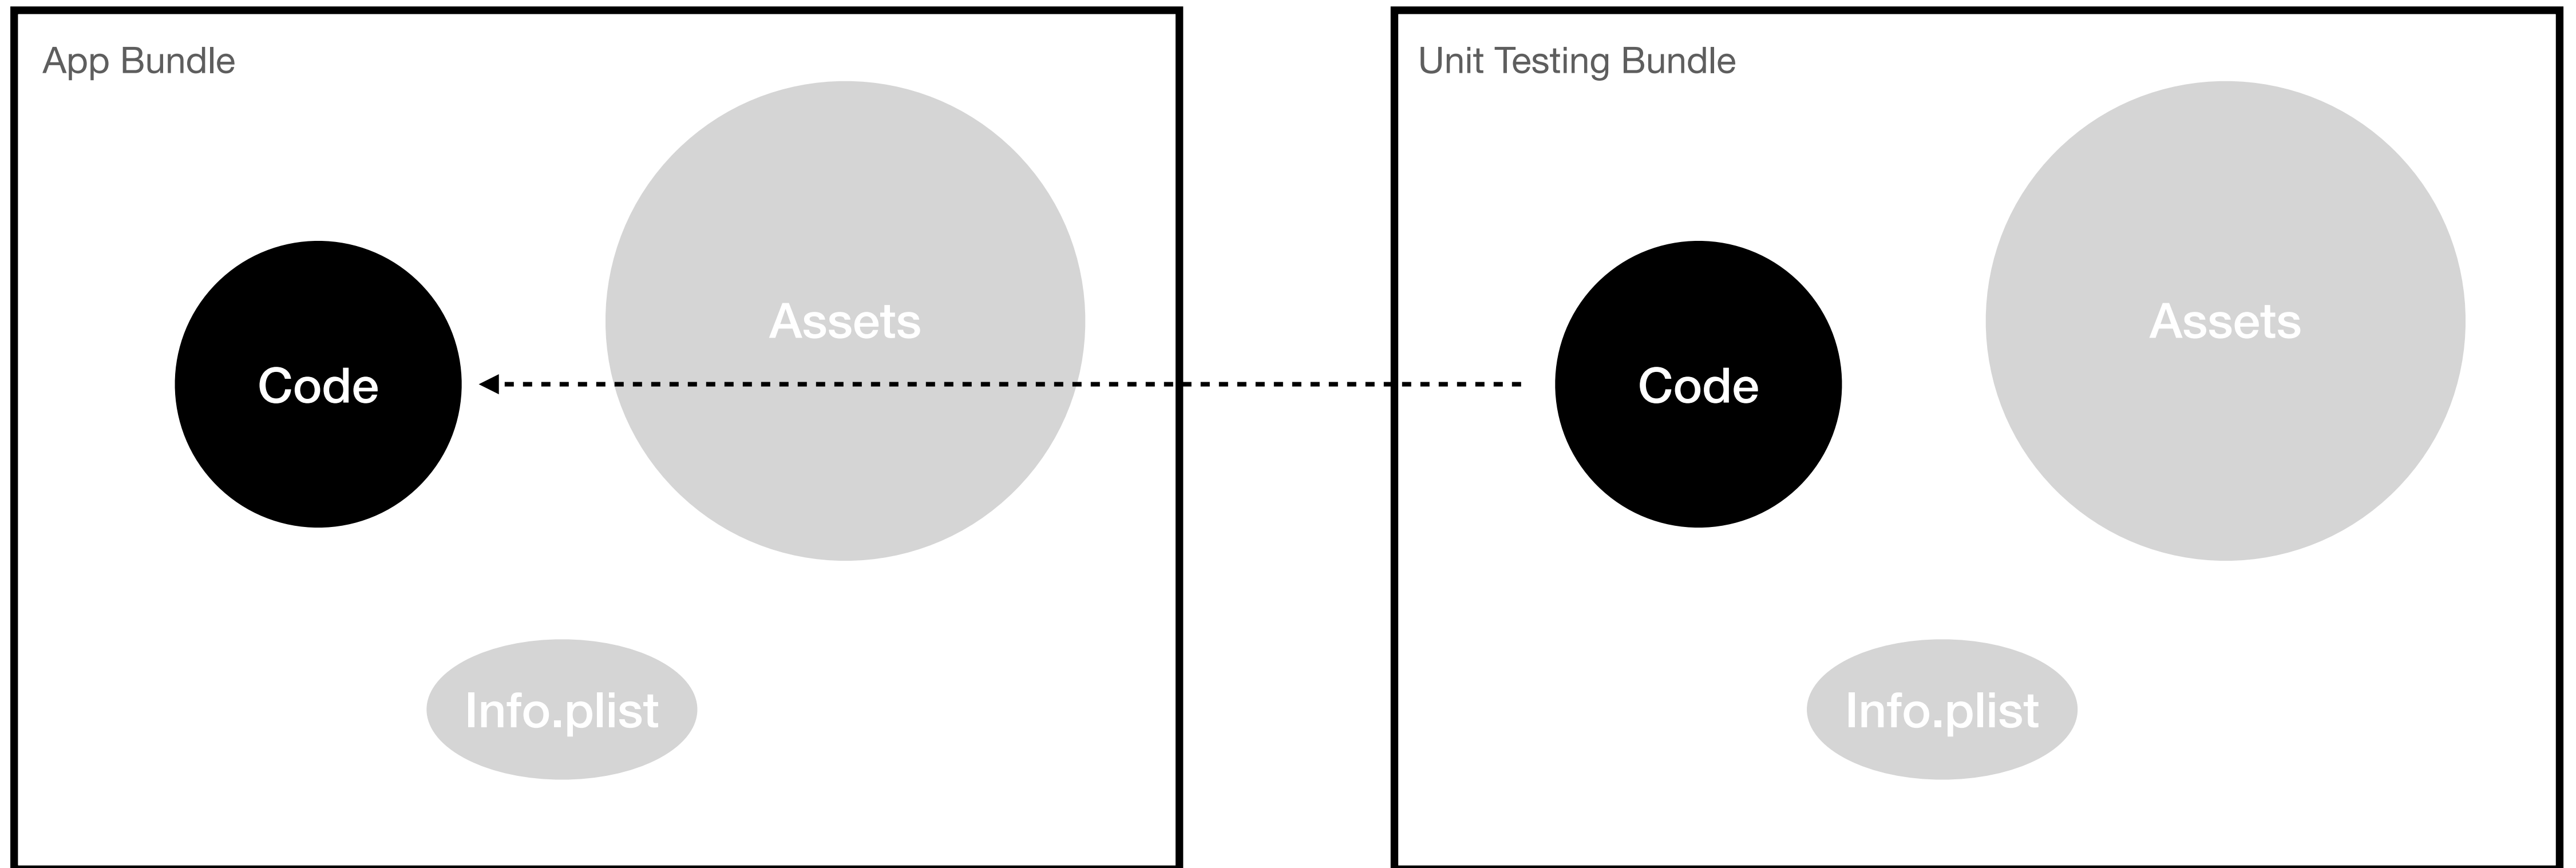 App Bundle
Assets
Code
Info.plist
Unit Testing Bundle
Assets
Code
Info.plist